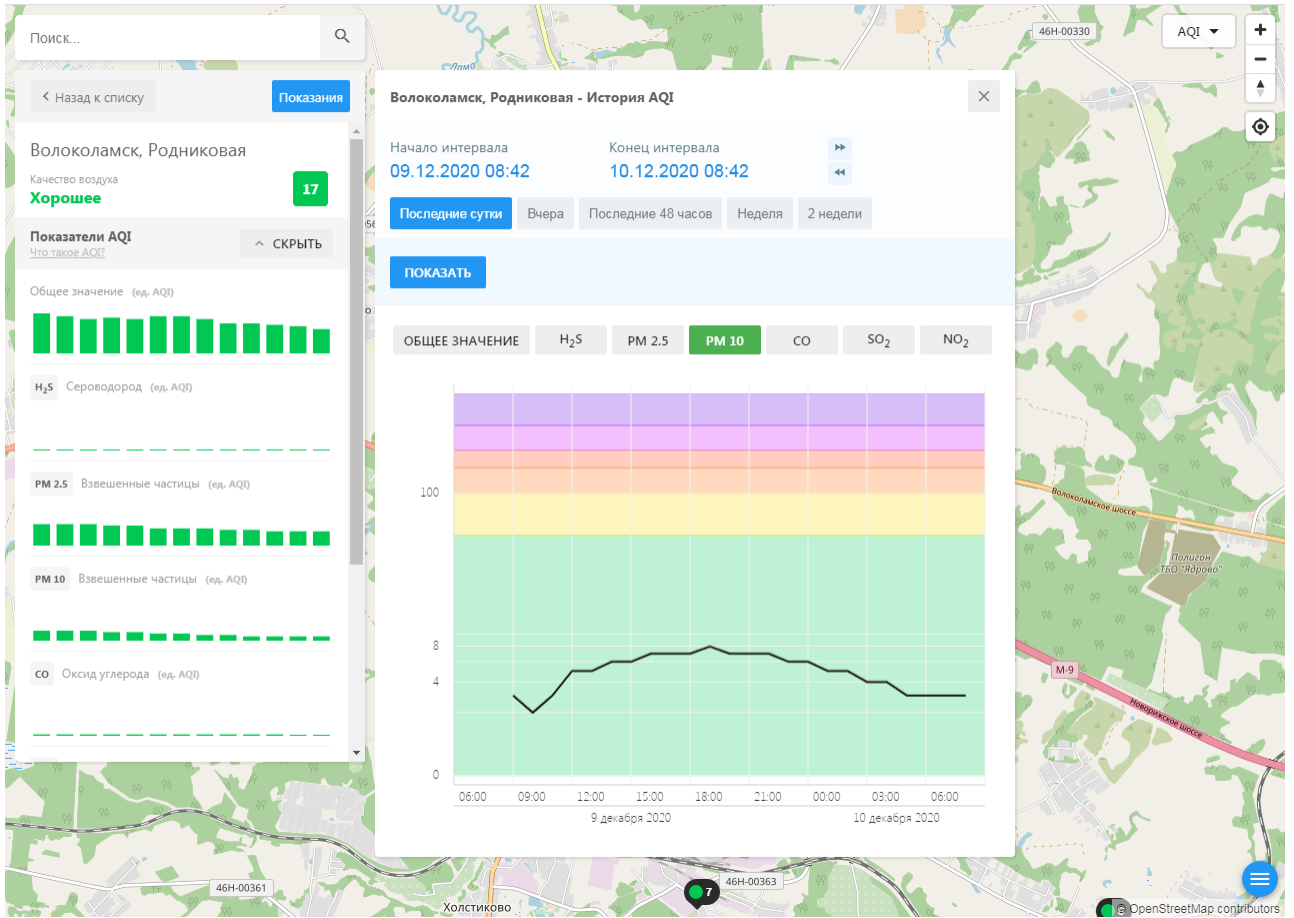 Поиск...
Лама
46Н-00330
AQI
Назад к списку
Показания
Волоколамск, Родниковая
Качество воздуха
Хорошее
17
Показатели AQI
Что такое AQI?
СКРЫТЬ
Общее значение (ед. AQI)
H2S Сероводород (ед. AQI)
PM 2.5 Взвешенные частицы (ед. AQI)
PM 10 Взвешенные частицы (ед. AQI)
CO Оксид углерода (ед. AQI)
Волоколамск, Родниковая - История AQI
Начало интервала
09.12.2020 08:42
Конец интервала
10.12.2020 08:42
Последние сутки
Вчера
Последние 48 часов
Неделя
2 недели
ПОКАЗАТЬ
ОБЩЕЕ ЗНАЧЕНИЕ
H2S
PM 2.5
PM 10
CO
SO2
NO2
100
8
4
0
06:00 09:00 12:00 15:00 18:00 21:00 00:00 03:00 06:00
9 декабря 2020
10 декабря 2020
Волоколамское шоссе
Полигон
ТБО "Ядрово"
М-9
Новорижское шоссе
46Н-00361
7
46Н-00363
Холстиково
© OpenStreetMap contributors